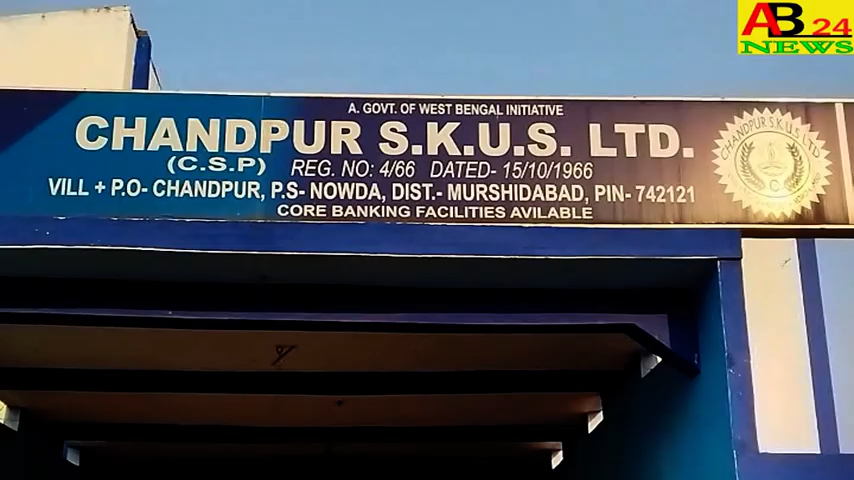 AB 24
NEWS
A. GOVT. OF WEST BENGAL INITIATIVE
CHANDPUR S.K.U.S. LTD.
(C.S.P) REG. NO: 4/66 DATED- 15/10/1966
VILL + P.O- CHANDPUR, P.S- NOWDA, DIST.- MURSHIDABAD, PIN- 742121
CORE BANKING FACILITIES AVILABLE
CHANDPUR S.K.U.S LTD
C